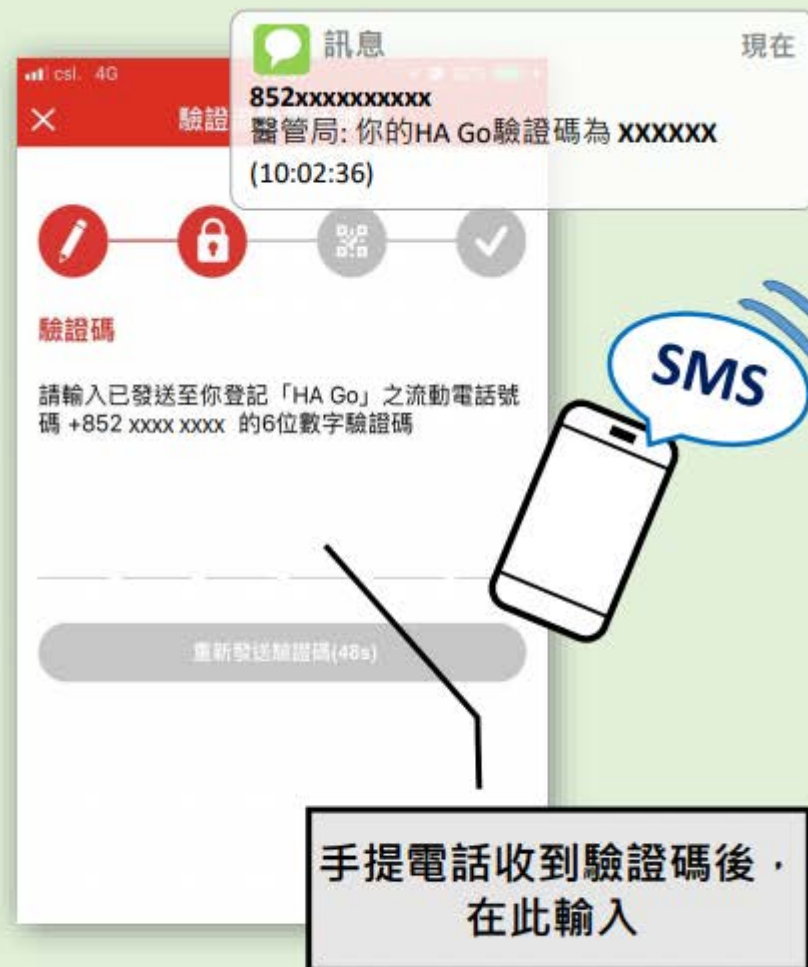 訊息 現在
852xxxxxxxxxx
醫管局: 你的HA Go驗證碼為 XXXXXX
(10:02:36)
csl. 4G
驗證
驗證碼
請輸入已發送至你登記「HA Go」之流動電話號
碼 +852 xxxx xxxx 的6位數字驗證碼
SMS
重新發送驗證碼(48s)
手提電話收到驗證碼後，
在此輸入